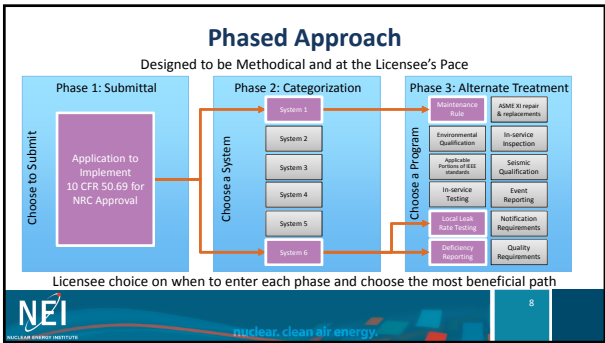 Phased Approach
Designed to be Methodical and at the Licensee's Pace
Phase 1: Submittal
Choose to Submit
Application to
Implement
10 CFR 50.69 for
NRC Approval
Phase 2: Categorization
Choose a System
System 1
System 2
System 3
System 4
System 5
System 6
Phase 3: Alternate Treatment
Choose a Program
Maintenance
Rule
ASME XI repair
& replacements
Environmental
Qualification
In-service
Inspection
Applicable
Portions of IEEE
standards
Seismic
Qualification
In-service
Testing
Event
Reporting
Local Leak
Rate Testing
Notification
Requirements
Deficiency
Reporting
Quality
Requirements
Licensee choice on when to enter each phase and choose the most beneficial path
NEI
NUCLEAR ENERGY INSTITUTE
nuclear. clean air energy.
8